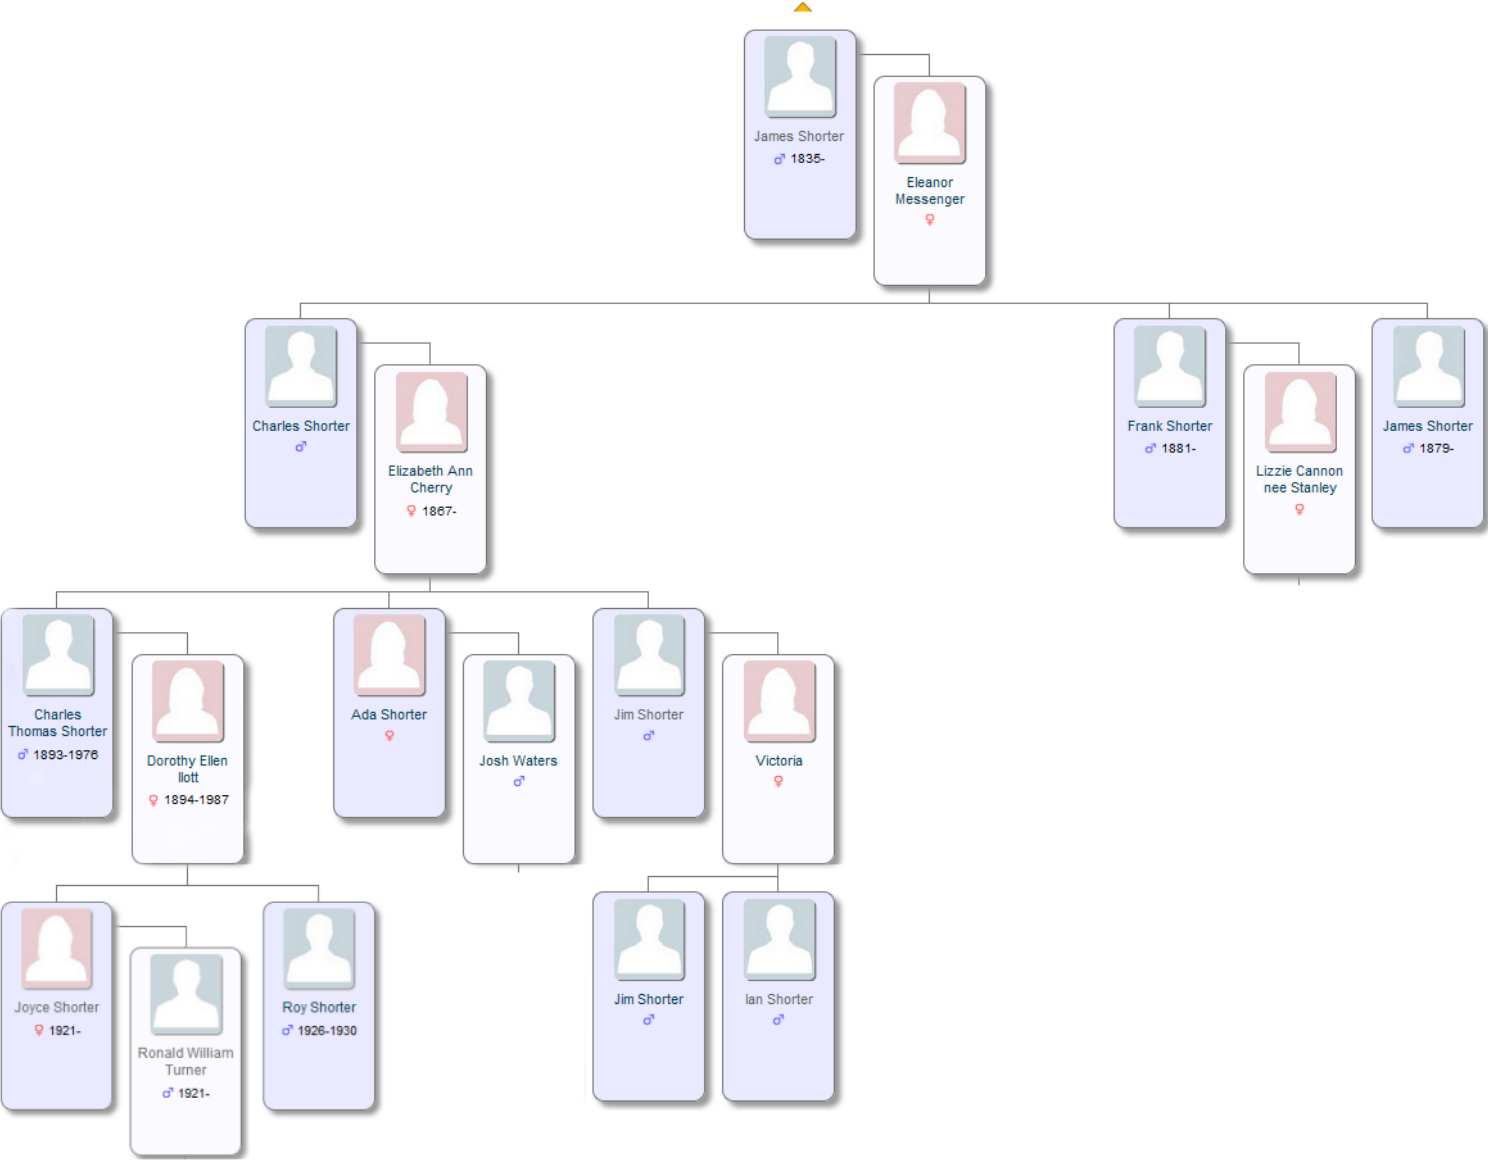 James Shorter
♂ 1835-
Eleanor
Messenger
♀
Charles Shorter
♂
Elizabeth Ann
Cherry
♀ 1867-
Frank Shorter
♂ 1881-
Lizzie Cannon
nee Stanley
♀
James Shorter
♂ 1879-
Charles
Thomas Shorter
♂ 1893-1976
Dorothy Ellen
Ilott
♀ 1894-1987
Ada Shorter
♀
Josh Waters
♂
Jim Shorter
♂
Victoria
♀
Joyce Shorter
♀ 1921-
Ronald William
Turner
♂ 1921-
Roy Shorter
♂ 1926-1930
Jim Shorter
♂
Ian Shorter
♂